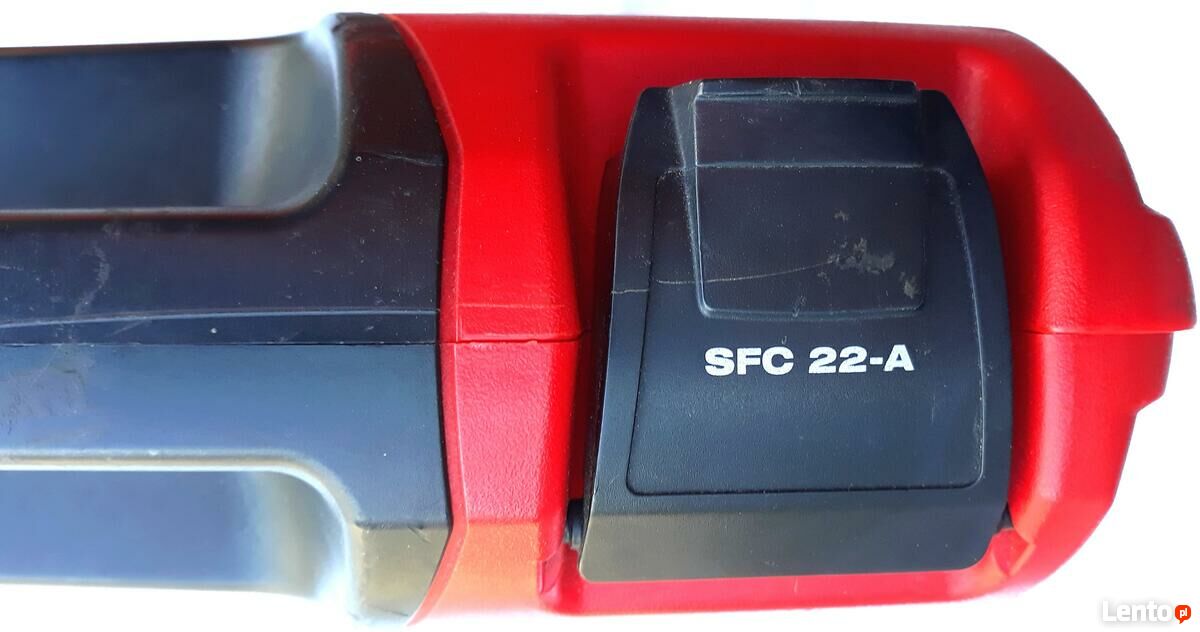 SFC 22-A
Lento pl